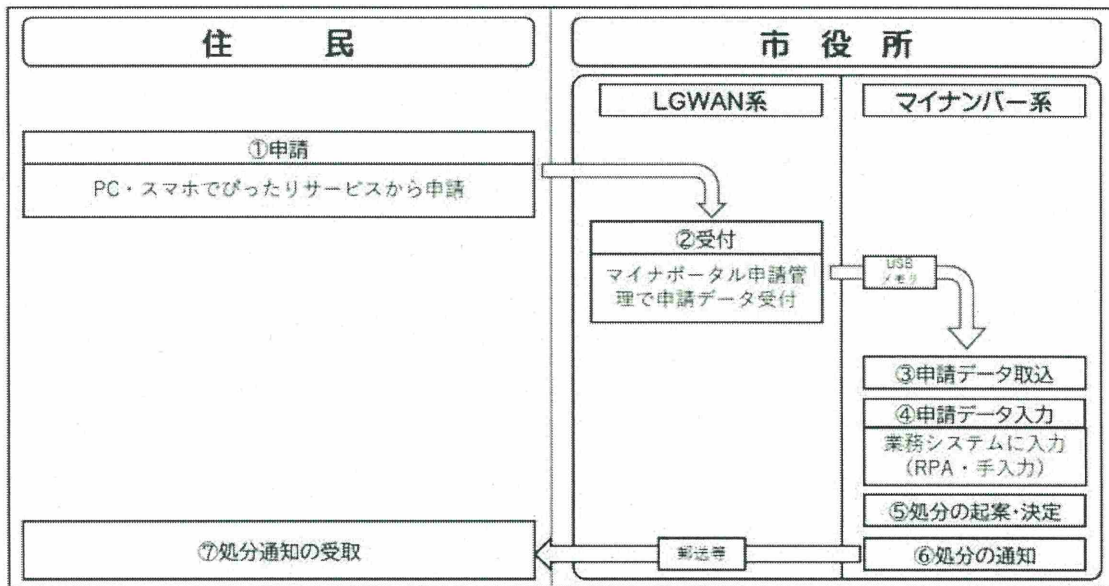 住民
市役所
LGWAN系
マイナンバー系
①申請
PC・スマホでぴったりサービスから申請
②受付
マイナポータル申請管
理で申請データ受付
USB
メモリ
③申請データ取込
④申請データ入力
業務システムに入力
(RPA・手入力)
⑤処分の起案・決定
⑦処分通知の受取
郵送等
⑥処分の通知